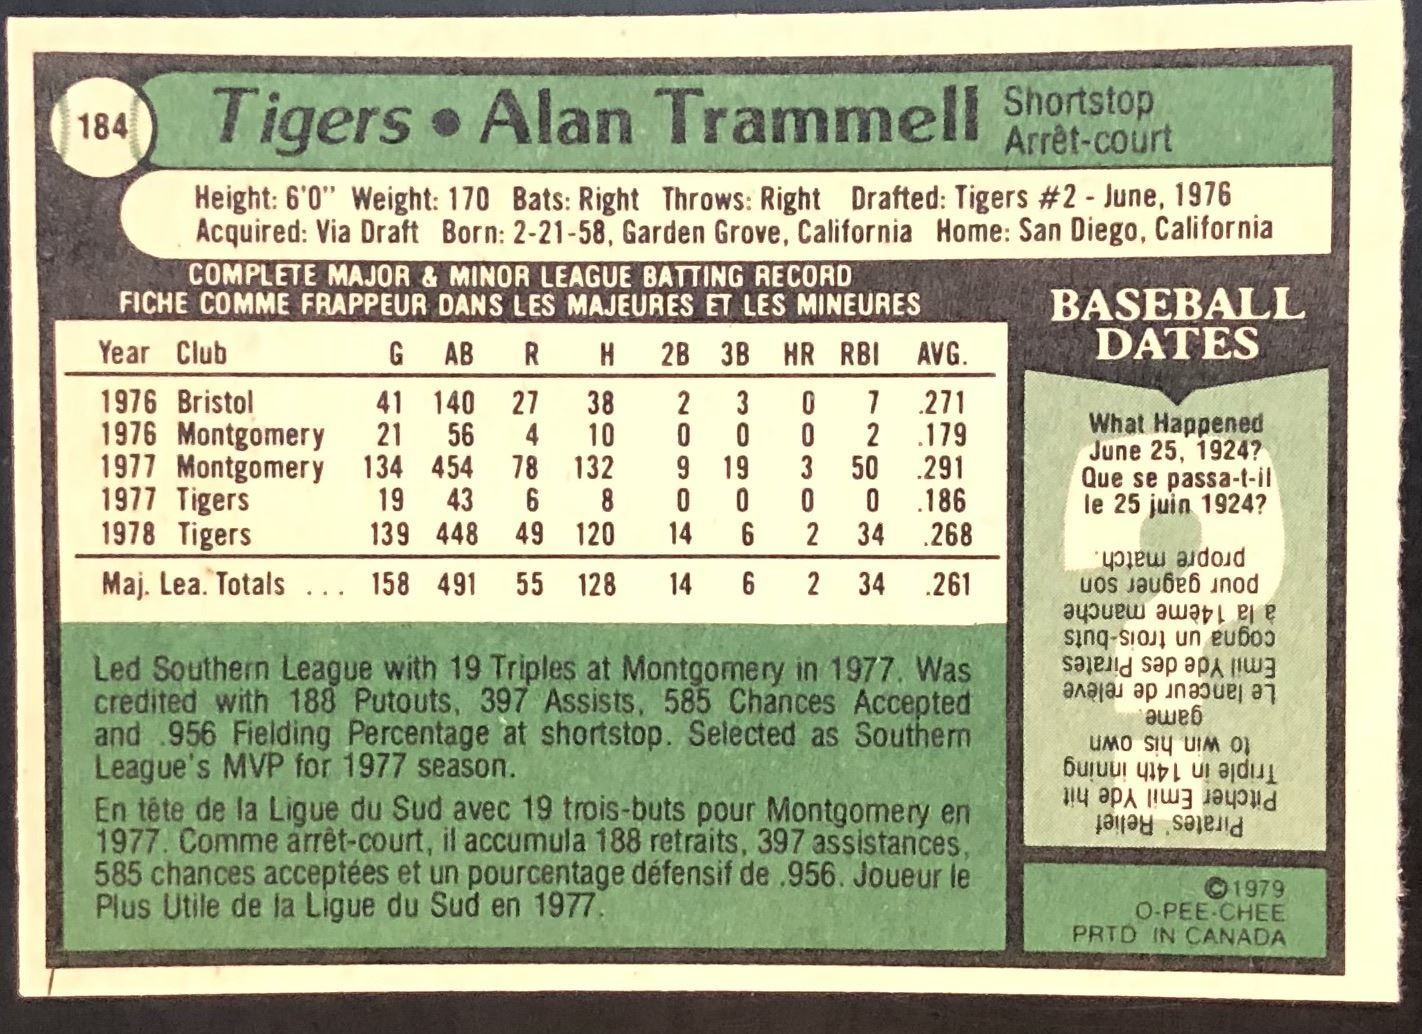 184
Tigers • Alan Trammell
Shortstop
Arrêt-court
Height: 6'0" Weight: 170 Bats: Right Throws: Right Drafted: Tigers #2 - June, 1976
Acquired: Via Draft Born: 2-21-58, Garden Grove, California Home: San Diego, California
COMPLETE MAJOR & MINOR LEAGUE BATTING RECORD
FICHE COMME FRAPPEUR DANS LES MAJEURES ET LES MINEURES
Year Club G AB R H 2B 3B HR RBI AVG.
1976 Bristol 41 140 27 38 2 3 0 7 .271
1976 Montgomery 21 56 4 10 0 0 0 2 .179
1977 Montgomery 134 454 78 132 9 19 3 50 .291
1977 Tigers 19 43 6 8 0 0 0 0 .186
1978 Tigers 139 448 49 120 14 6 2 34 .268
Maj. Lea. Totals ... 158 491 55 128 14 6 2 34 .261
Led Southern League with 19 Triples at Montgomery in 1977. Was
credited with 188 Putouts, 397 Assists, 585 Chances Accepted
and .956 Fielding Percentage at shortstop. Selected as Southern
League's MVP for 1977 season.
En tête de la Ligue du Sud avec 19 trois-buts pour Montgomery en
1977. Comme arrêt-court, il accumula 188 retraits, 397 assistances,
585 chances acceptées et un pourcentage défensif de .956. Joueur le
Plus Utile de la Ligue du Sud en 1977.
BASEBALL
DATES
What Happened
June 25, 1924?
Que se passa-t-il
le 25 juin 1924?
Pirates' Relief
Pitcher Emil Yde hit
Triple in 14th inning
to win his own
game.
Le lanceur de relève
Emil Yde des Pirates
cogna un trois-buts
à la 14ème manche
pour gagner son
propre match.
©1979
O-PEE-CHEE
PRTD IN CANADA